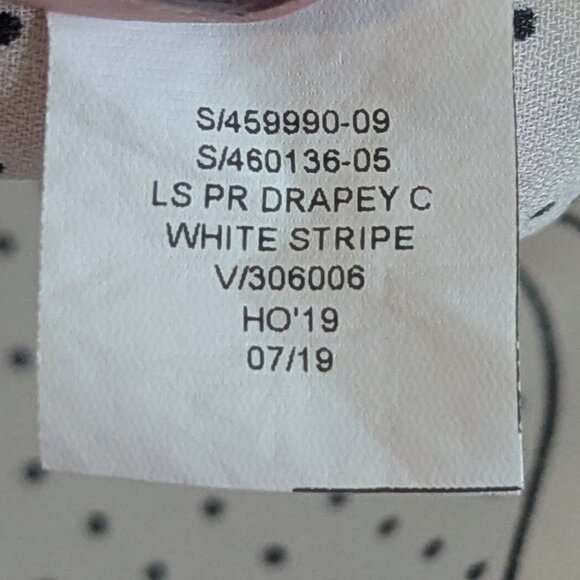 S/459990-09
S/460136-05
LS PR DRAPEY C
WHITE STRIPE
V/306006
HO'19
07/19